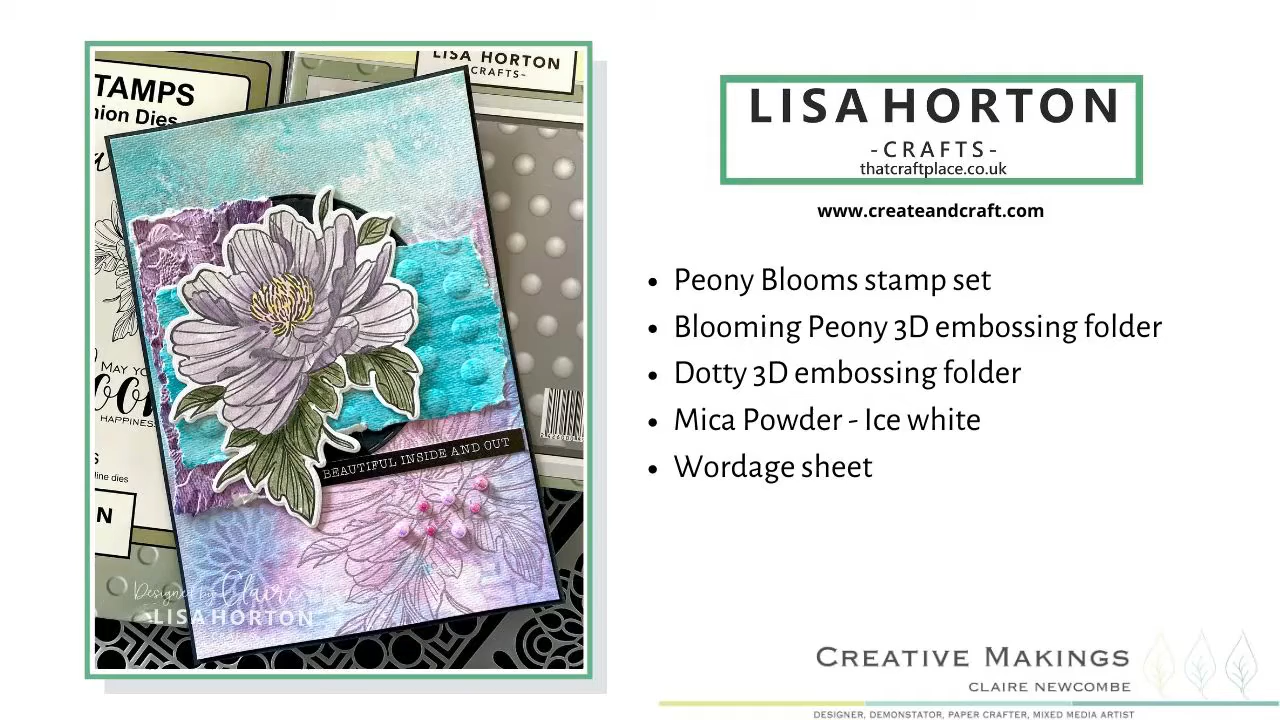 LISA HORTON
-CRAFTS-
TAMPS
nion Dies
MAY YO
HAPPINES
line dies
N
BEAUTIFUL INSIDE AND OUT
Designed by Claire
LISA HORTON
LISA HORTON
-CRAFTS-
thatcraftplace.co.uk
www.createandcraft.com
• Peony Blooms stamp set
• Blooming Peony 3D embossing folder
• Dotty 3D embossing folder
• Mica Powder - Ice white
• Wordage sheet
CREATIVE MAKINGS
CLAIRE NEWCOMBE
DESIGNER, DEMONSTATOR, PAPER CRAFTER, MIXED MEDIA ARTIST